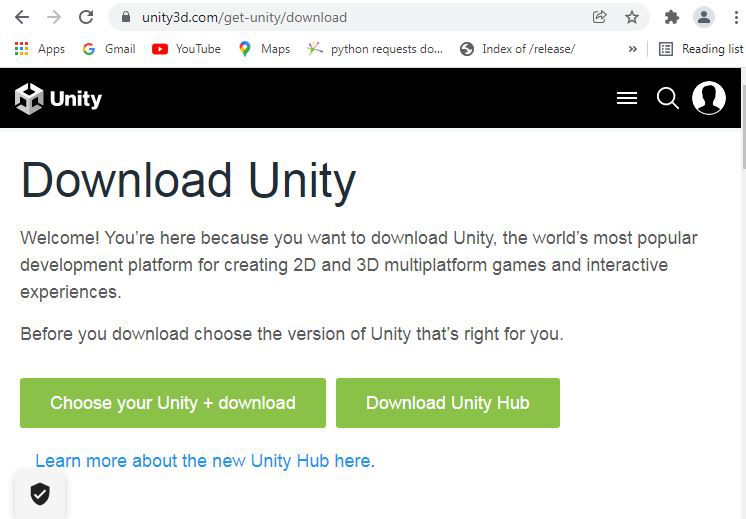 unity3d.com/get-unity/download
Apps Gmail YouTube Maps python requests do... Index of /release/ » Reading list
Unity
Download Unity
Welcome! You’re here because you want to download Unity, the world’s most popular
development platform for creating 2D and 3D multiplatform games and interactive
experiences.
Before you download choose the version of Unity that’s right for you.
Choose your Unity + download Download Unity Hub
Learn more about the new Unity Hub here.